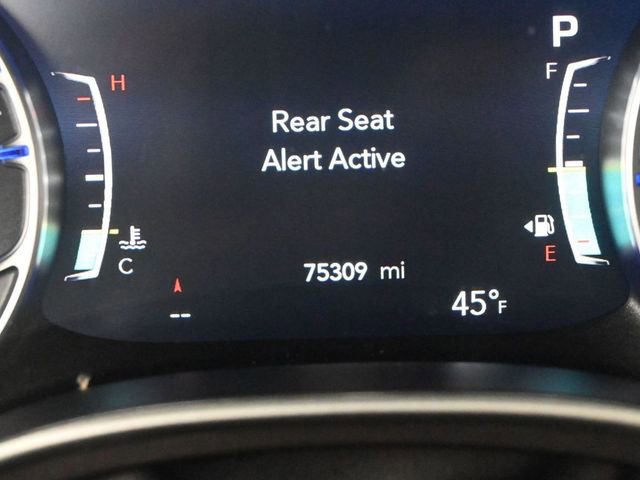 P
H
F
Rear Seat
Alert Active
E
C
75309 mi
--
45°F